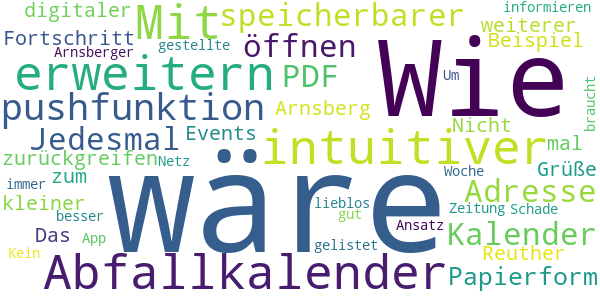 digitaler Mit speicherbarer informieren
Fortschritt gestellte öffnen weiterer
Arnsberger Beispiel
erweitern PDF Wie Um
pushfunktion Arnsberg braucht
Jedesmal Events intuitiver Nicht mal
zurückgreifen Netz Woche Grüße
immer zum wäre lieblos Adresse
kleiner gut Zeitung Schade
besser Ansatz Kalender
Das App gelistet Reuther
Kein Abfallkalender Papierform